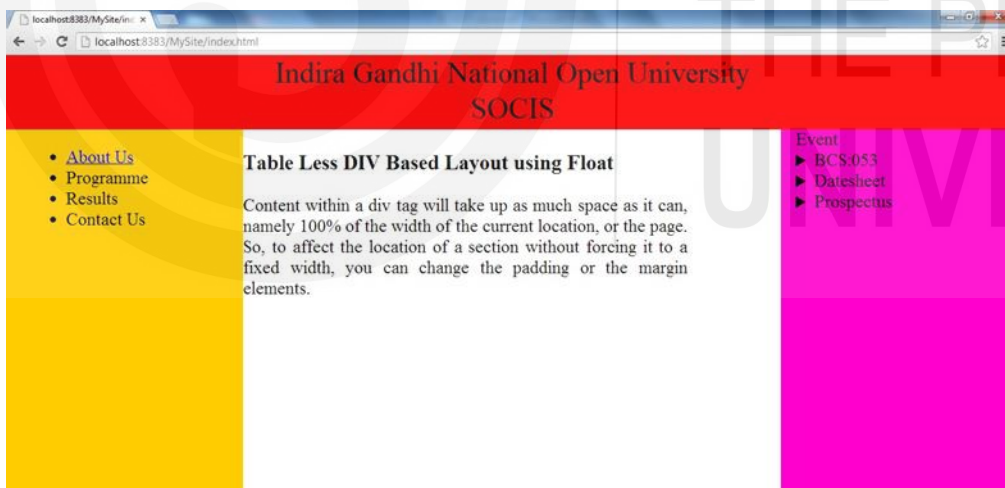 localhost:8383/MySite/ind
localhost:8383/MySite/index.html
THE P
Indira Gandhi National Open University
SOCIS
UNIV
About Us
Programme
Results
Contact Us
Table Less DIV Based Layout using Float
Content within a div tag will take up as much space as it can,
namely 100% of the width of the current location, or the page.
So, to affect the location of a section without forcing it to a
fixed width, you can change the padding or the margin
elements.
Event
BCS:053
Datesheet
Prospectus